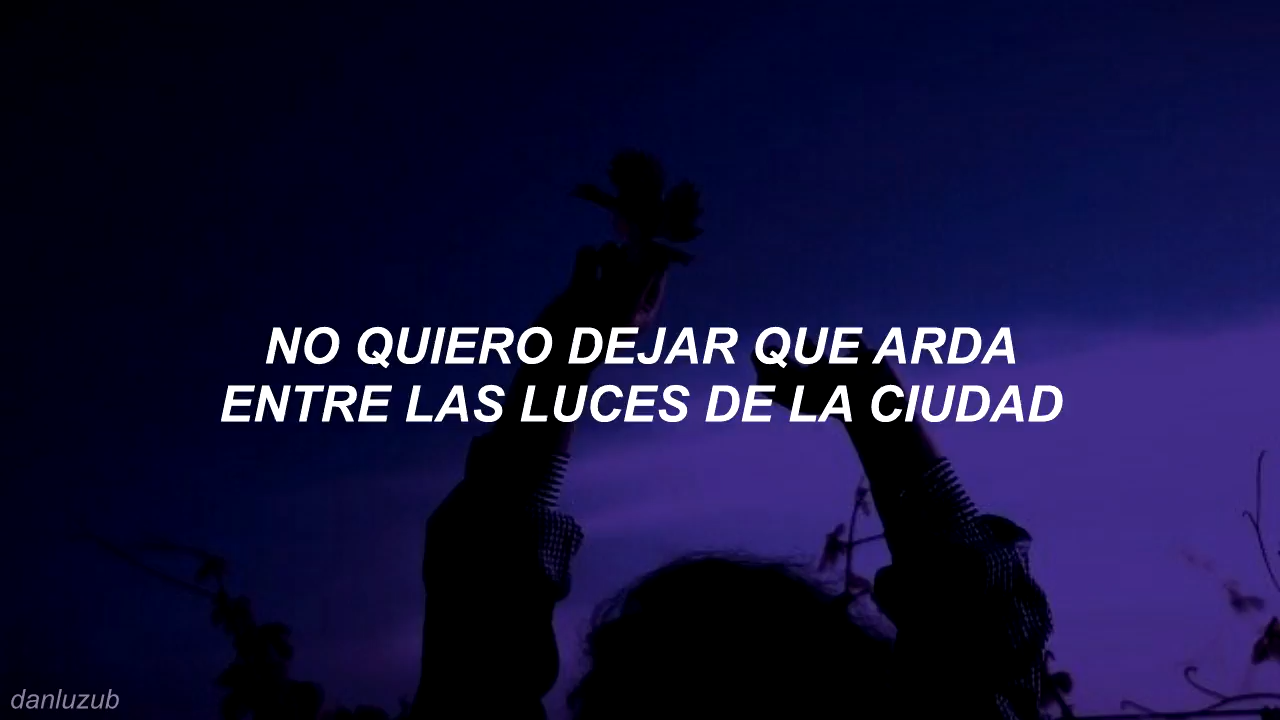 NO QUIERO DEJAR QUE ARDA
ENTRE LAS LUCES DE LA CIUDAD
danluzub